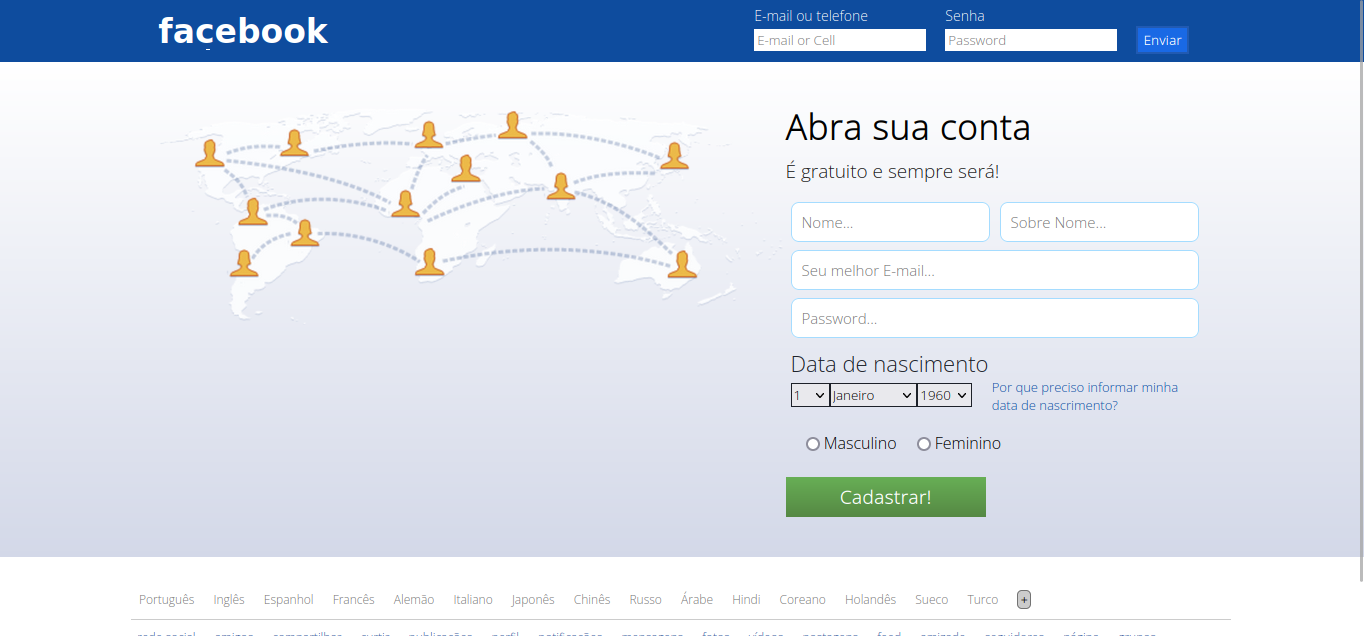 facebook
E-mail ou telefone
Senha
E-mail or Cell
Password
Enviar
Abra sua conta
É gratuito e sempre será!
Nome...
Sobre Nome...
Seu melhor E-mail...
Password...
Data de nascimento
1 Janeiro 1960
Por que preciso informar minha
data de nascrimento?
Masculino Feminino
Cadastrar!
Português Inglês Espanhol Francês Alemão Italiano Japonês Chinês Russo Árabe Hindi Coreano Holandês Sueco Turco +